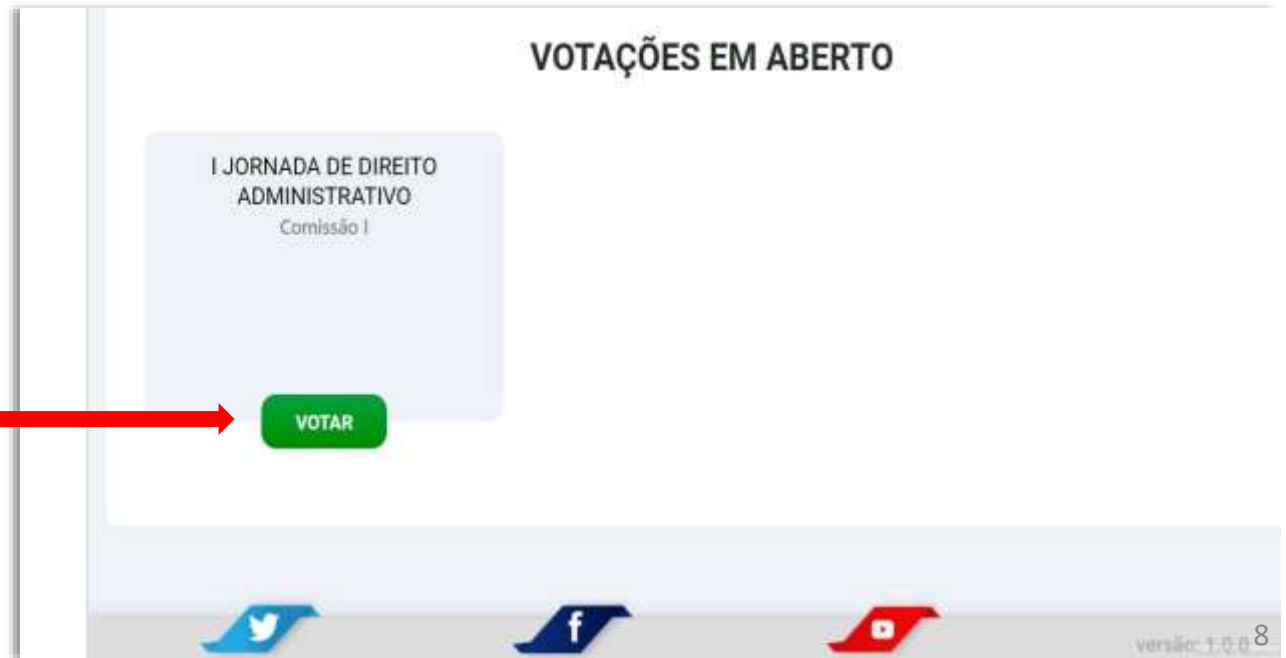 VOTAÇÕES EM ABERTO
I JORNADA DE DIREITO
ADMINISTRATIVO
Comissão I
VOTAR
f
versão: 1.0.0
8